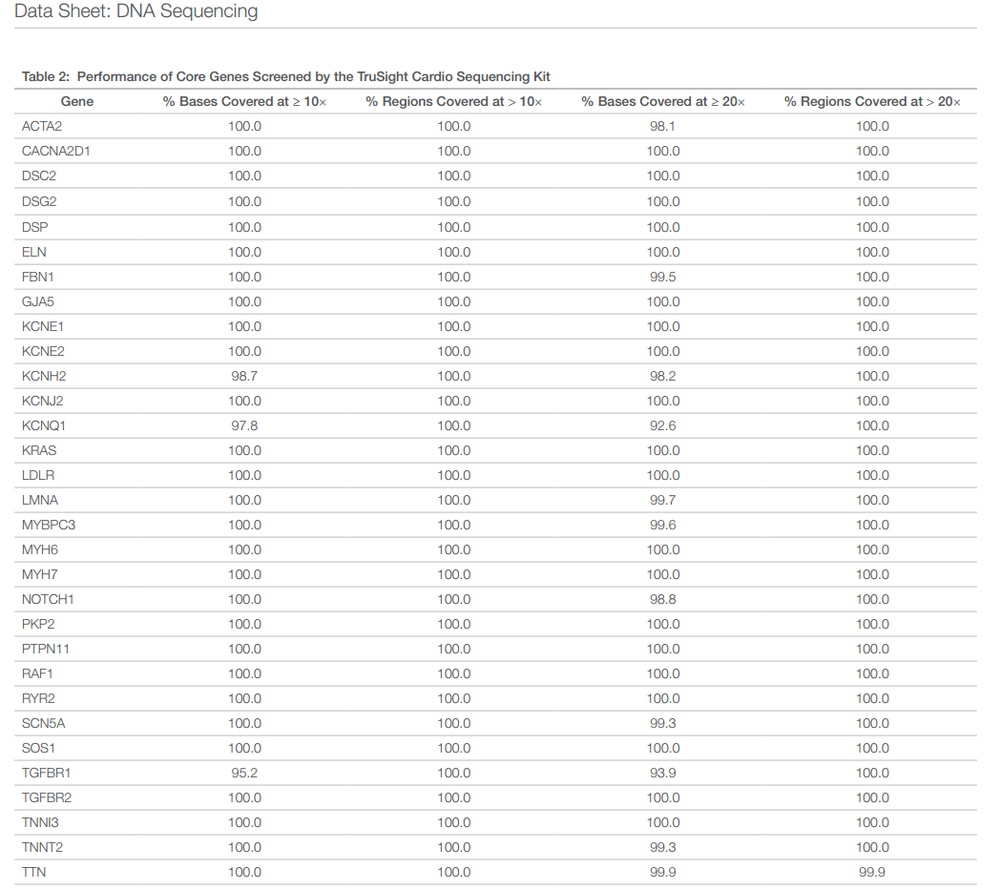 Data Sheet: DNA Sequencing
Table 2: Performance of Core Genes Screened by the TruSight Cardio Sequencing Kit
Gene % Bases Covered at ≥ 10× % Regions Covered at > 10× % Bases Covered at ≥ 20× % Regions Covered at > 20×
ACTA2 100.0 100.0 98.1 100.0
CACNA2D1 100.0 100.0 100.0 100.0
DSC2 100.0 100.0 100.0 100.0
DSG2 100.0 100.0 100.0 100.0
DSP 100.0 100.0 100.0 100.0
ELN 100.0 100.0 100.0 100.0
FBN1 100.0 100.0 99.5 100.0
GJA5 100.0 100.0 100.0 100.0
KCNE1 100.0 100.0 100.0 100.0
KCNE2 100.0 100.0 100.0 100.0
KCNH2 98.7 100.0 98.2 100.0
KCNJ2 100.0 100.0 100.0 100.0
KCNQ1 97.8 100.0 92.6 100.0
KRAS 100.0 100.0 100.0 100.0
LDLR 100.0 100.0 100.0 100.0
LMNA 100.0 100.0 99.7 100.0
MYBPC3 100.0 100.0 99.6 100.0
MYH6 100.0 100.0 100.0 100.0
MYH7 100.0 100.0 100.0 100.0
NOTCH1 100.0 100.0 98.8 100.0
PKP2 100.0 100.0 100.0 100.0
PTPN11 100.0 100.0 100.0 100.0
RAF1 100.0 100.0 100.0 100.0
RYR2 100.0 100.0 100.0 100.0
SCN5A 100.0 100.0 99.3 100.0
SOS1 100.0 100.0 100.0 100.0
TGFBR1 95.2 100.0 93.9 100.0
TGFBR2 100.0 100.0 100.0 100.0
TNNI3 100.0 100.0 100.0 100.0
TNNT2 100.0 100.0 99.3 100.0
TTN 100.0 100.0 99.9 99.9